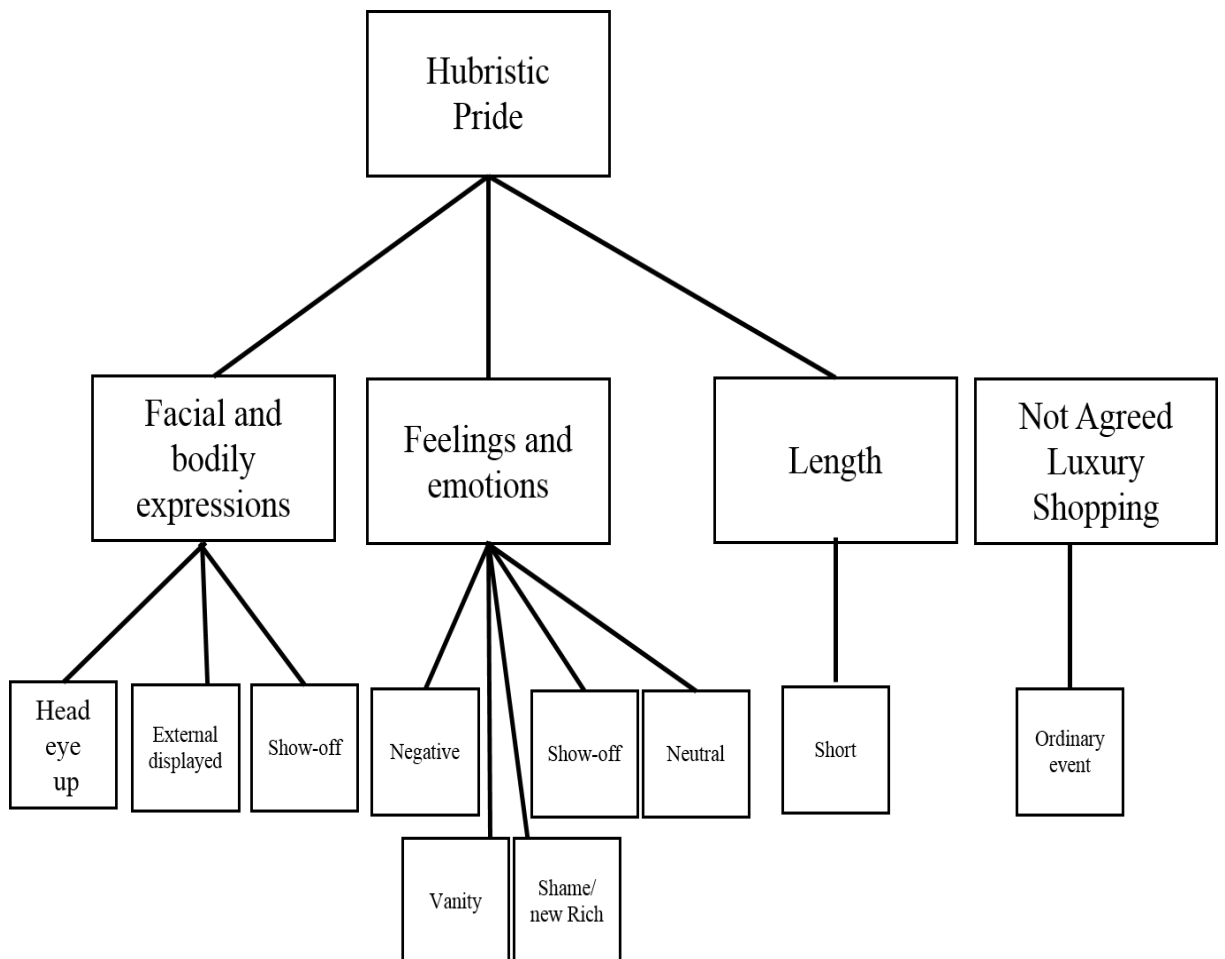 Hubristic
Pride
Facial and
bodily
expressions
Feelings and
emotions
Length
Not Agreed
Luxury
Shopping
Head
eye
up
External
displayed
Show-off
Negative
Show-off
Neutral
Short
Ordinary
event
Vanity
Shame/
new Rich